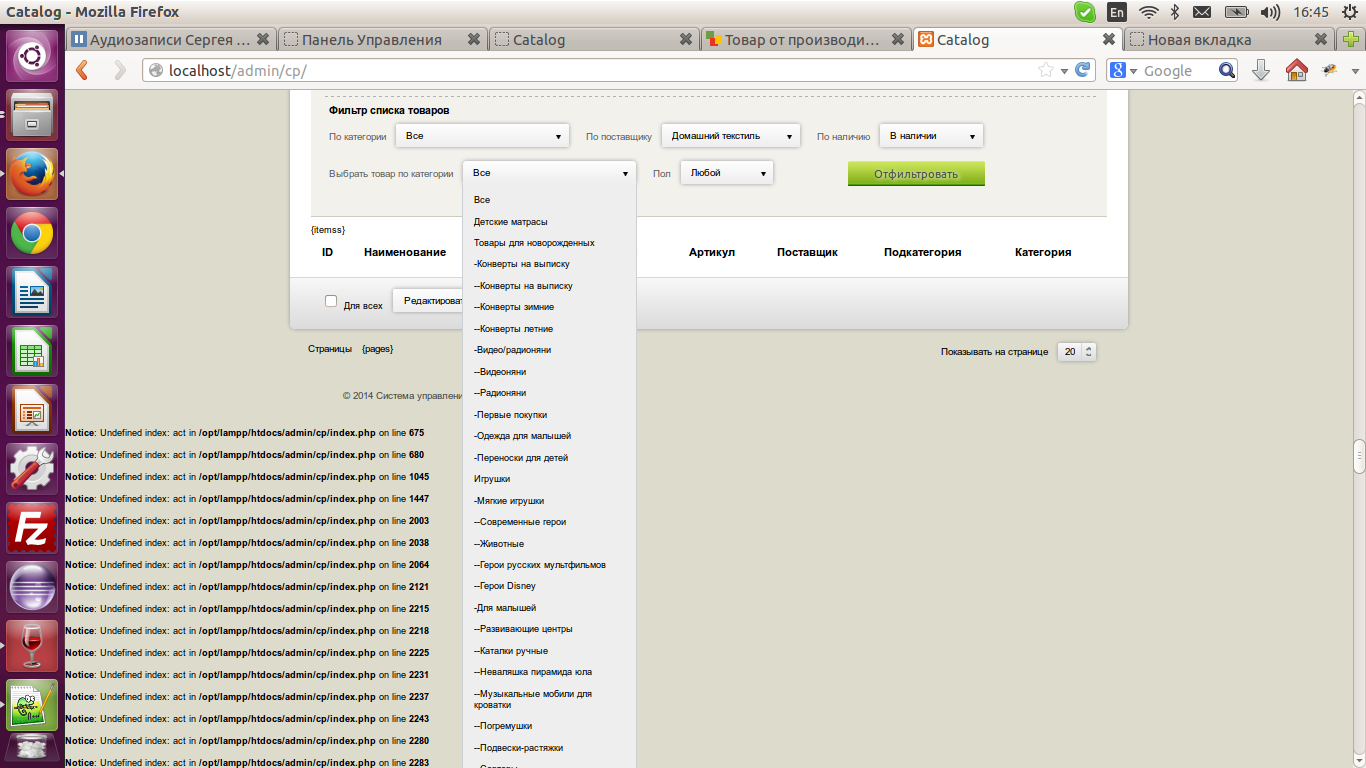 Catalog - Mozilla Firefox
En
16:45
Аудиозаписи Сергея ...
Панель Управления
Catalog
Товар от производи...
Catalog
Новая вкладка
localhost/admin/cp/
Google
Фильтр списка товаров
По категории Все По поставщику Домашний текстиль По наличию В наличии
Выбрать товар по категории Все Пол Любой Отфильтровать
Все
Детские матрасы
Товары для новорожденных
-Конверты на выписку
--Конверты на выписку
--Конверты зимние
--Конверты летние
-Видео/радионяни
--Видеоняни
--Радионяни
-Первые покупки
-Одежда для малышей
-Переноски для детей
Игрушки
-Мягкие игрушки
--Современные герои
--Животные
--Герои русских мультфильмов
--Герои Disney
-Для малышей
--Развивающие центры
--Каталки ручные
--Неваляшка пирамида юла
--Музыкальные мобили для
кроватки
--Погремушки
--Подвески-растяжки
{itemss}
ID Наименование Артикул Поставщик Подкатегория Категория
Для всех Редактироват
Страницы {pages} Показывать на странице 20
© 2014 Система управлени
Notice: Undefined index: act in /opt/lampp/htdocs/admin/cp/index.php on line 675
Notice: Undefined index: act in /opt/lampp/htdocs/admin/cp/index.php on line 680
Notice: Undefined index: act in /opt/lampp/htdocs/admin/cp/index.php on line 1045
Notice: Undefined index: act in /opt/lampp/htdocs/admin/cp/index.php on line 1447
Notice: Undefined index: act in /opt/lampp/htdocs/admin/cp/index.php on line 2003
Notice: Undefined index: act in /opt/lampp/htdocs/admin/cp/index.php on line 2038
Notice: Undefined index: act in /opt/lampp/htdocs/admin/cp/index.php on line 2064
Notice: Undefined index: act in /opt/lampp/htdocs/admin/cp/index.php on line 2121
Notice: Undefined index: act in /opt/lampp/htdocs/admin/cp/index.php on line 2215
Notice: Undefined index: act in /opt/lampp/htdocs/admin/cp/index.php on line 2218
Notice: Undefined index: act in /opt/lampp/htdocs/admin/cp/index.php on line 2225
Notice: Undefined index: act in /opt/lampp/htdocs/admin/cp/index.php on line 2231
Notice: Undefined index: act in /opt/lampp/htdocs/admin/cp/index.php on line 2237
Notice: Undefined index: act in /opt/lampp/htdocs/admin/cp/index.php on line 2243
Notice: Undefined index: act in /opt/lampp/htdocs/admin/cp/index.php on line 2280
Notice: Undefined index: act in /opt/lampp/htdocs/admin/cp/index.php on line 2283